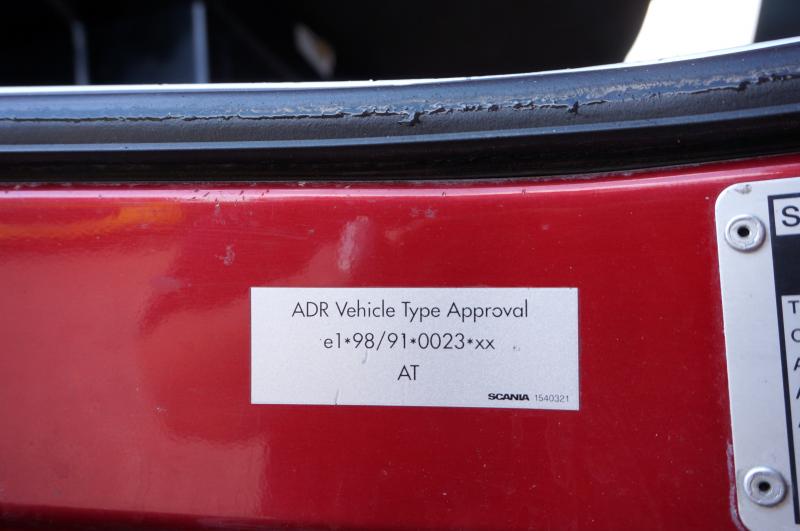 ADR Vehicle Type Approval
e1*98/91*0023*xx
AT
SCANIA 1540321